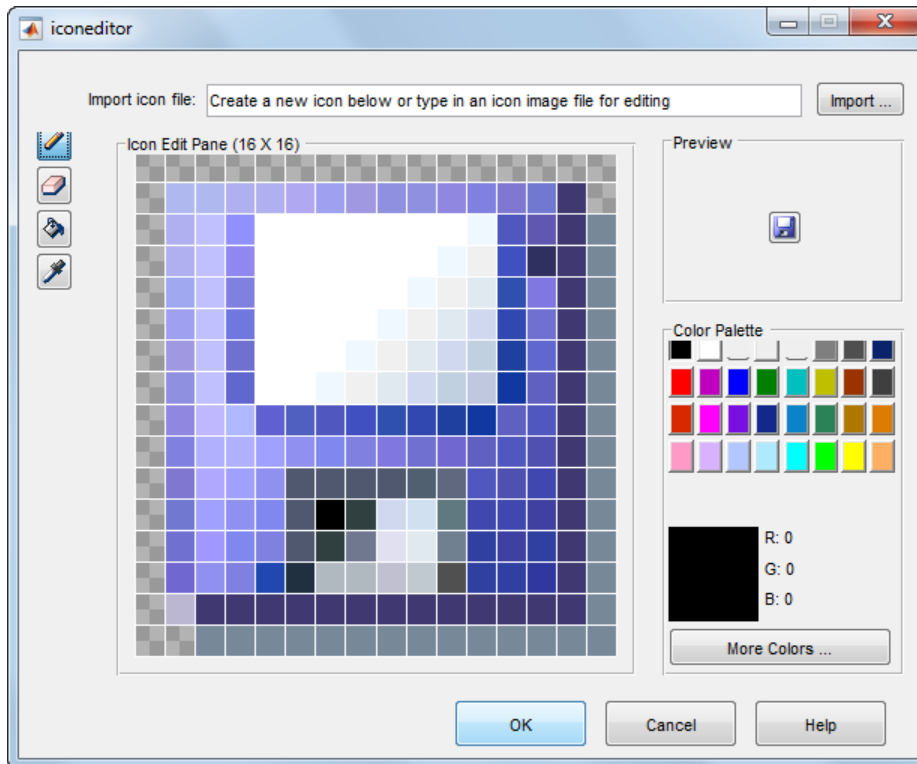 iconeditor
Import icon file: Create a new icon below or type in an icon image file for editing Import ...
Icon Edit Pane (16 X 16)
Preview
Color Palette
R: 0
G: 0
B: 0
More Colors ...
OK Cancel Help